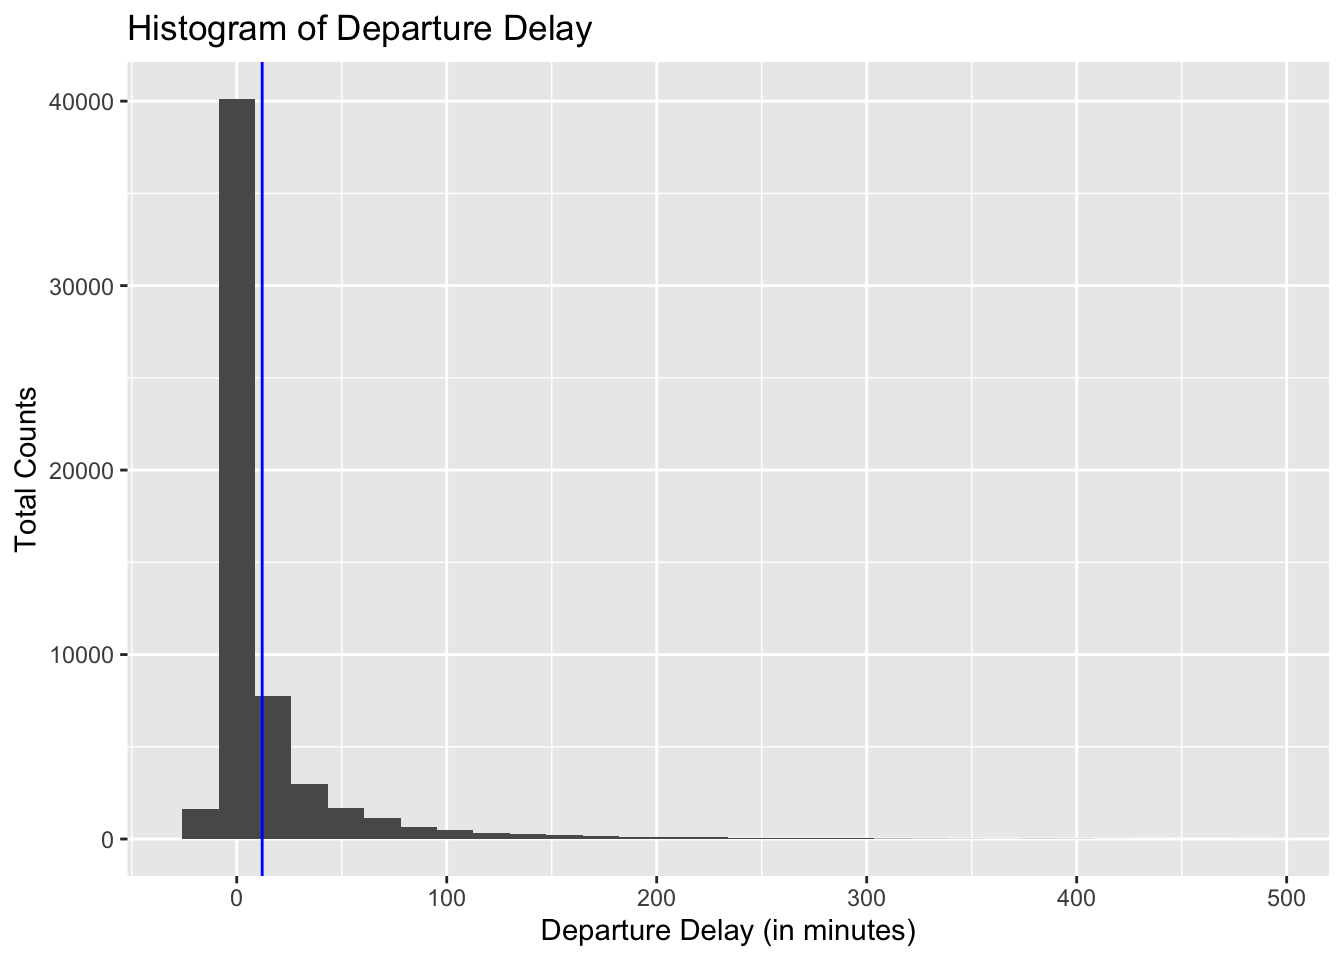 Histogram of Departure Delay
40000
30000
20000
10000
0
Total Counts
0 100 200 300 400 500
Departure Delay (in minutes)